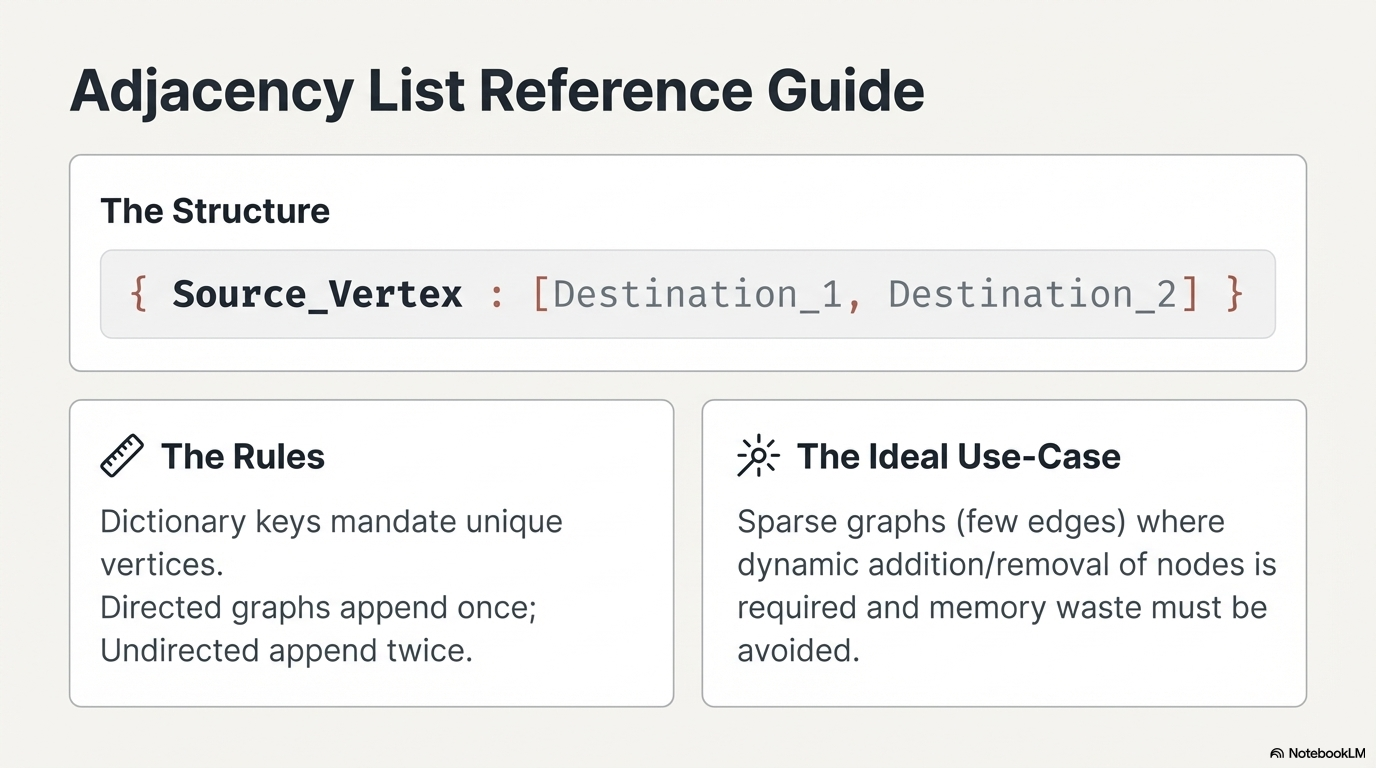 Adjacency List Reference Guide
The Structure
{ Source_Vertex : [Destination_1, Destination_2] }
The Rules
Dictionary keys mandate unique
vertices.
Directed graphs append once;
Undirected append twice.
The Ideal Use-Case
Sparse graphs (few edges) where
dynamic addition/removal of nodes is
required and memory waste must be
avoided.
NotebookLM